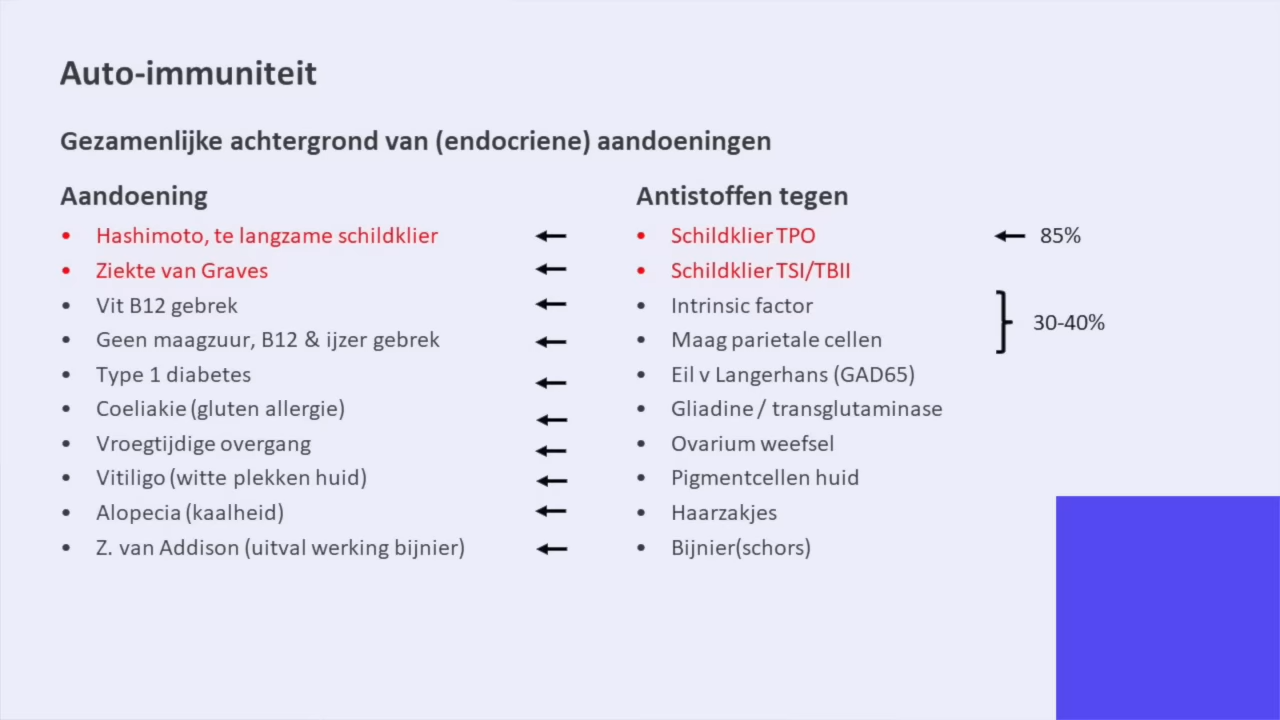 Auto-immuniteit
Gezamenlijke achtergrond van (endocriene) aandoeningen
Aandoening
Antistoffen tegen
• Hashimoto, te langzame schildklier
• Schildklier TPO
85%
• Ziekte van Graves
• Schildklier TSI/TBII
• Vit B12 gebrek
• Intrinsic factor
30-40%
• Geen maagzuur, B12 & ijzer gebrek
• Maag parietale cellen
• Type 1 diabetes
• Eil v Langerhans (GAD65)
• Coeliakie (gluten allergie)
• Gliadine / transglutaminase
• Vroegtijdige overgang
• Ovarium weefsel
• Vitiligo (witte plekken huid)
• Pigmentcellen huid
• Alopecia (kaalheid)
• Haarzakjes
• Z. van Addison (uitval werking bijnier)
• Bijnier(schors)